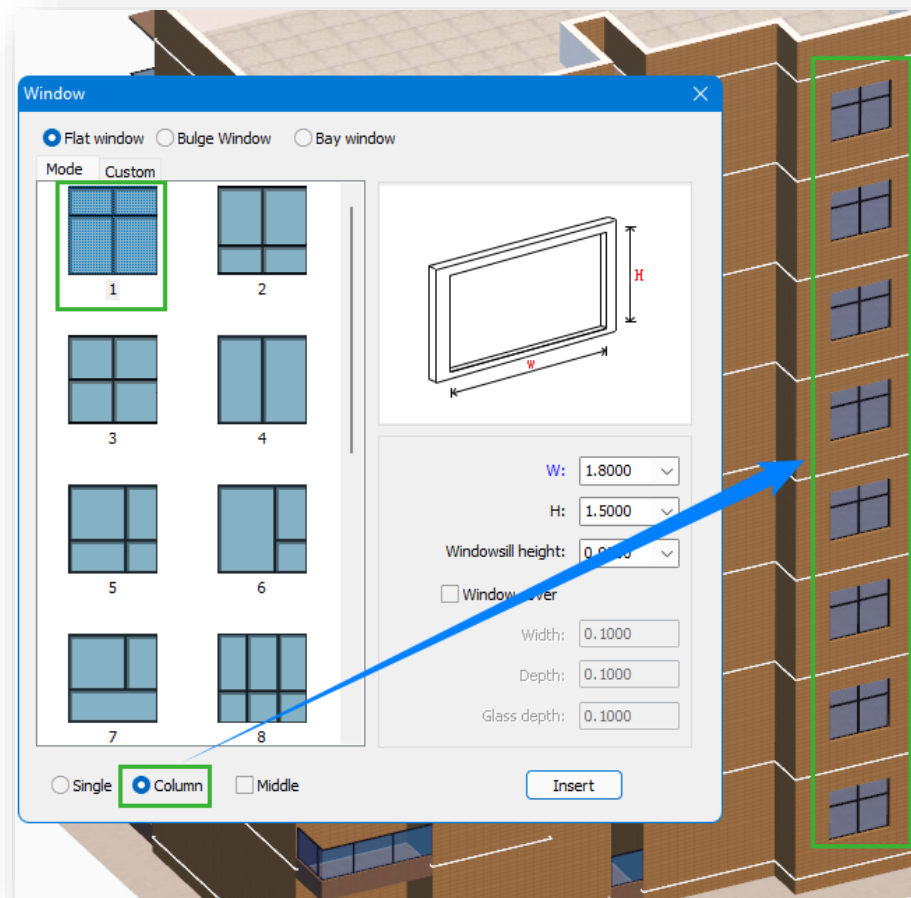 Window
Flat window Bulge Window Bay window
Mode Custom
1 2
3 4
5 6
7 8
H
W
W: 1.8000
H: 1.5000
Windowsill height:
Window
Width: 0.1000
Depth: 0.1000
Glass depth: 0.1000
Single Column Middle
Insert